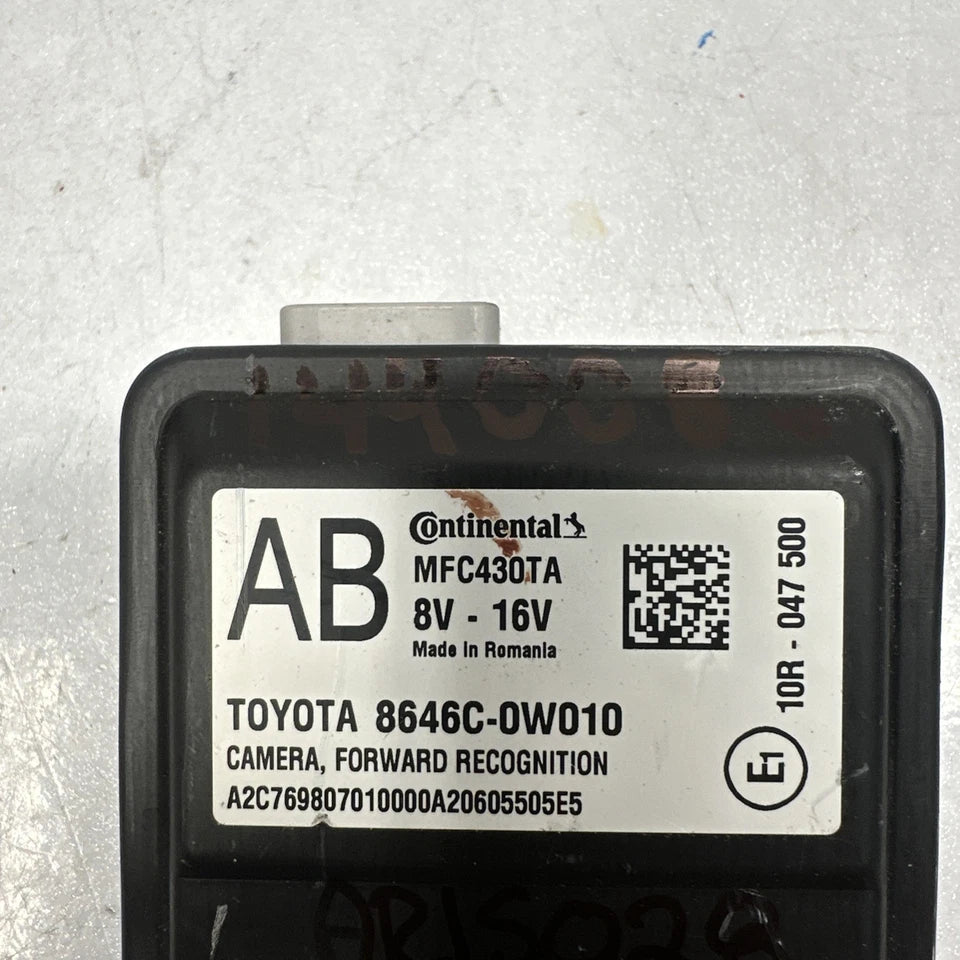 AB
Continental
MFC430TA
8V - 16V
Made in Romania
10R - 047 500
TOYOTA 8646C-0W010
CAMERA, FORWARD RECOGNITION
A2C769807010000A20605505E5
E1